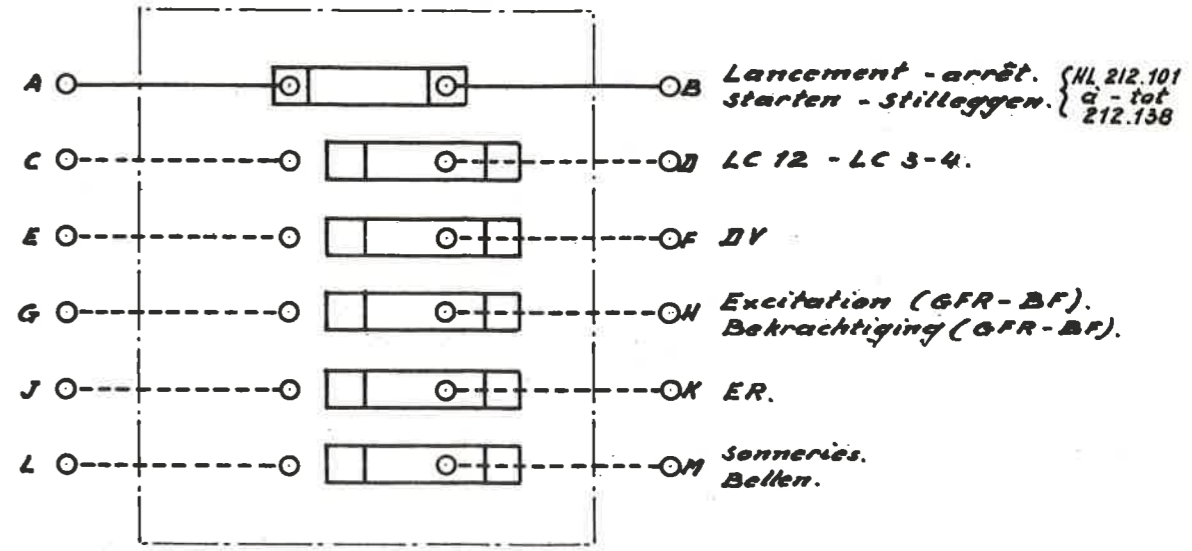 A B Lancement - arrêt. HL 212.101
starten - Stilleggen. à - tot
212.138
C D LC 12 - LC 3-4.
E F DV
G H Excitation (GFR-BF).
Bekrachtiging (GFR-BF).
J K ER.
L M Sonneries.
Bellen.